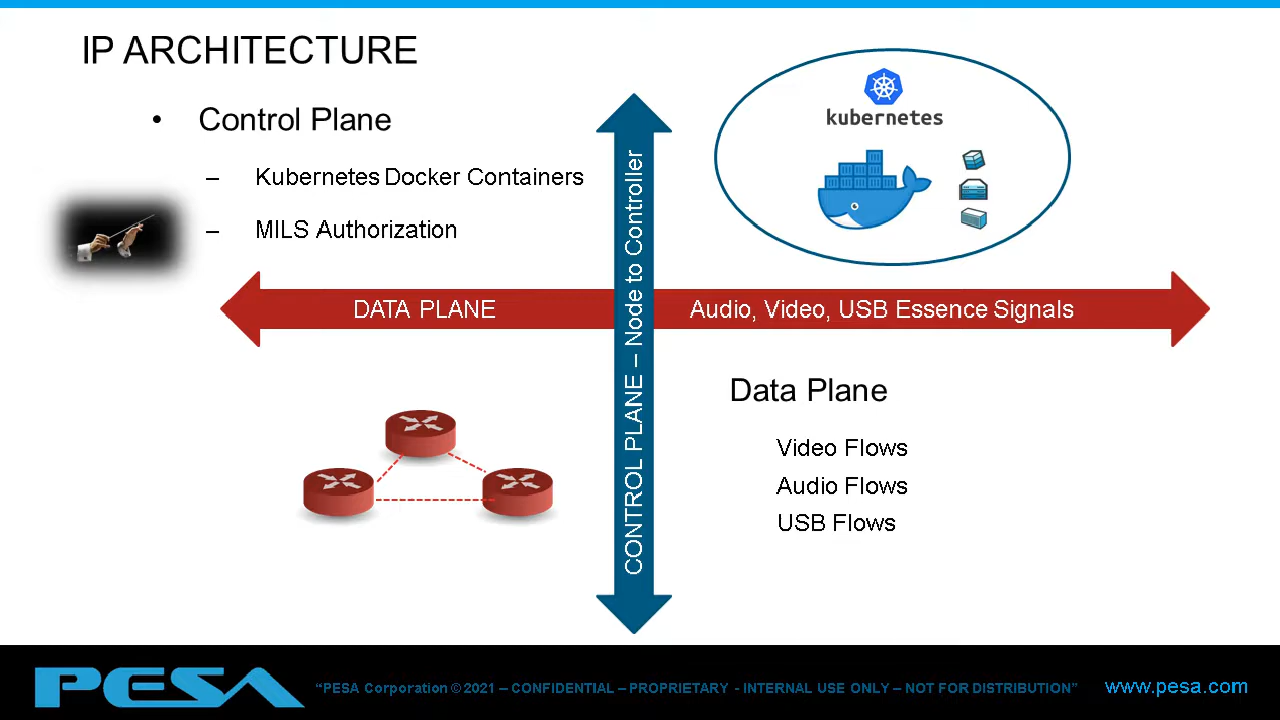 IP ARCHITECTURE
• Control Plane
– Kubernetes Docker Containers
– MILS Authorization
kubernetes
DATA PLANE
Audio, Video, USB Essence Signals
CONTROL PLANE – Node to Controller
Data Plane
Video Flows
Audio Flows
USB Flows
PESA
“PESA Corporation © 2021 – CONFIDENTIAL – PROPRIETARY - INTERNAL USE ONLY – NOT FOR DISTRIBUTION”
www.pesa.com